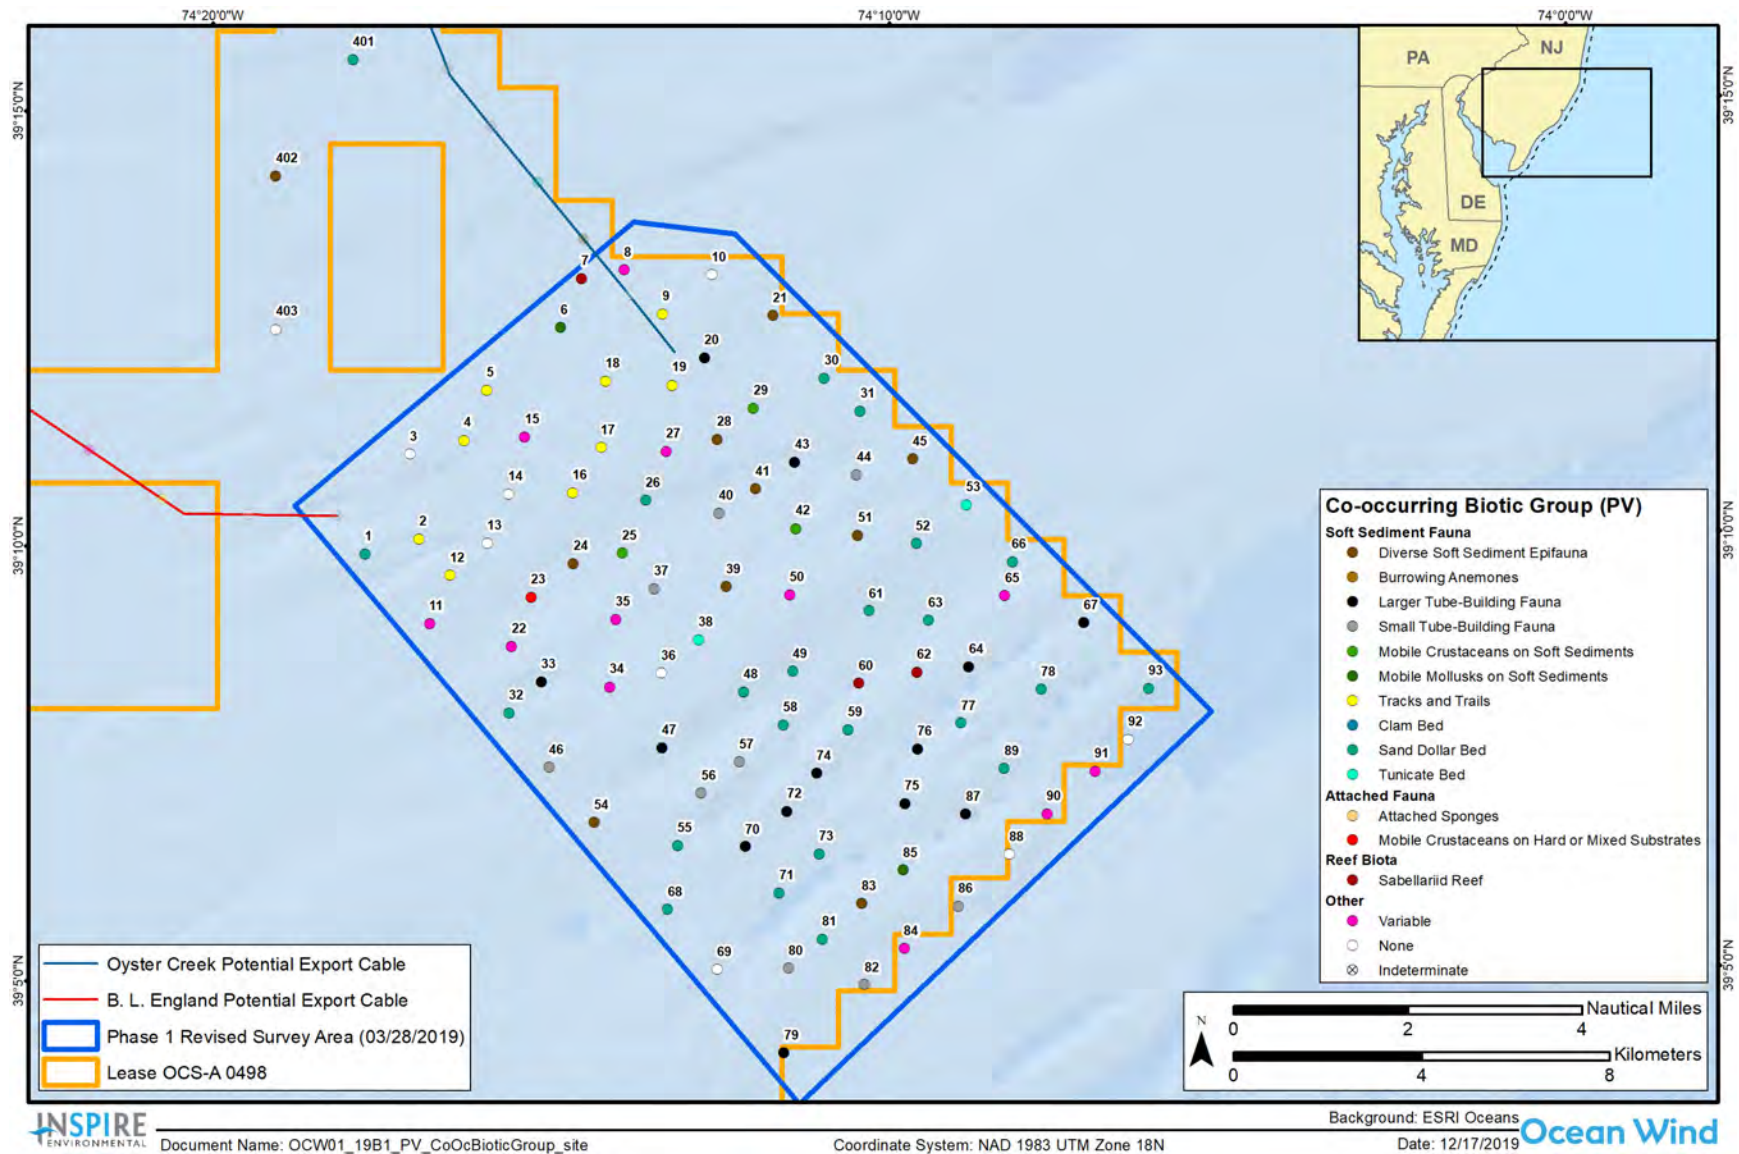 74°20'0"W
74°10'0"W
74°0'0"W
39°15'0"N
39°15'0"N
39°10'0"N
39°10'0"N
39°5'0"N
39°5'0"N
PA
NJ
DE
MD
401
402
403
8
10
7
9
21
6
20
18
19
30
5
29
31
15
4
17
27
28
3
43
45
44
14
16
26
41
53
40
42
51
52
13
2
1
25
66
12
24
37
39
50
65
23
61
63
67
11
35
38
22
36
49
60
62
64
33
34
48
78
93
32
58
59
77
92
47
76
46
57
74
89
91
56
75
87
90
54
72
55
70
73
88
85
71
83
86
68
81
84
69
80
82
79
Co-occurring Biotic Group (PV)
Soft Sediment Fauna
Diverse Soft Sediment Epifauna
Burrowing Anemones
Larger Tube-Building Fauna
Small Tube-Building Fauna
Mobile Crustaceans on Soft Sediments
Mobile Mollusks on Soft Sediments
Tracks and Trails
Clam Bed
Sand Dollar Bed
Tunicate Bed
Attached Fauna
Attached Sponges
Mobile Crustaceans on Hard or Mixed Substrates
Reef Biota
Sabellariid Reef
Other
Variable
None
Indeterminate
Oyster Creek Potential Export Cable
B. L. England Potential Export Cable
Phase 1 Revised Survey Area (03/28/2019)
Lease OCS-A 0498
N
Nautical Miles
0 2 4
Kilometers
0 4 8
INSPIRE
ENVIRONMENTAL
Document Name: OCW01_19B1_PV_CoOcBioticGroup_site
Coordinate System: NAD 1983 UTM Zone 18N
Background: ESRI Oceans
Date: 12/17/2019
Ocean Wind